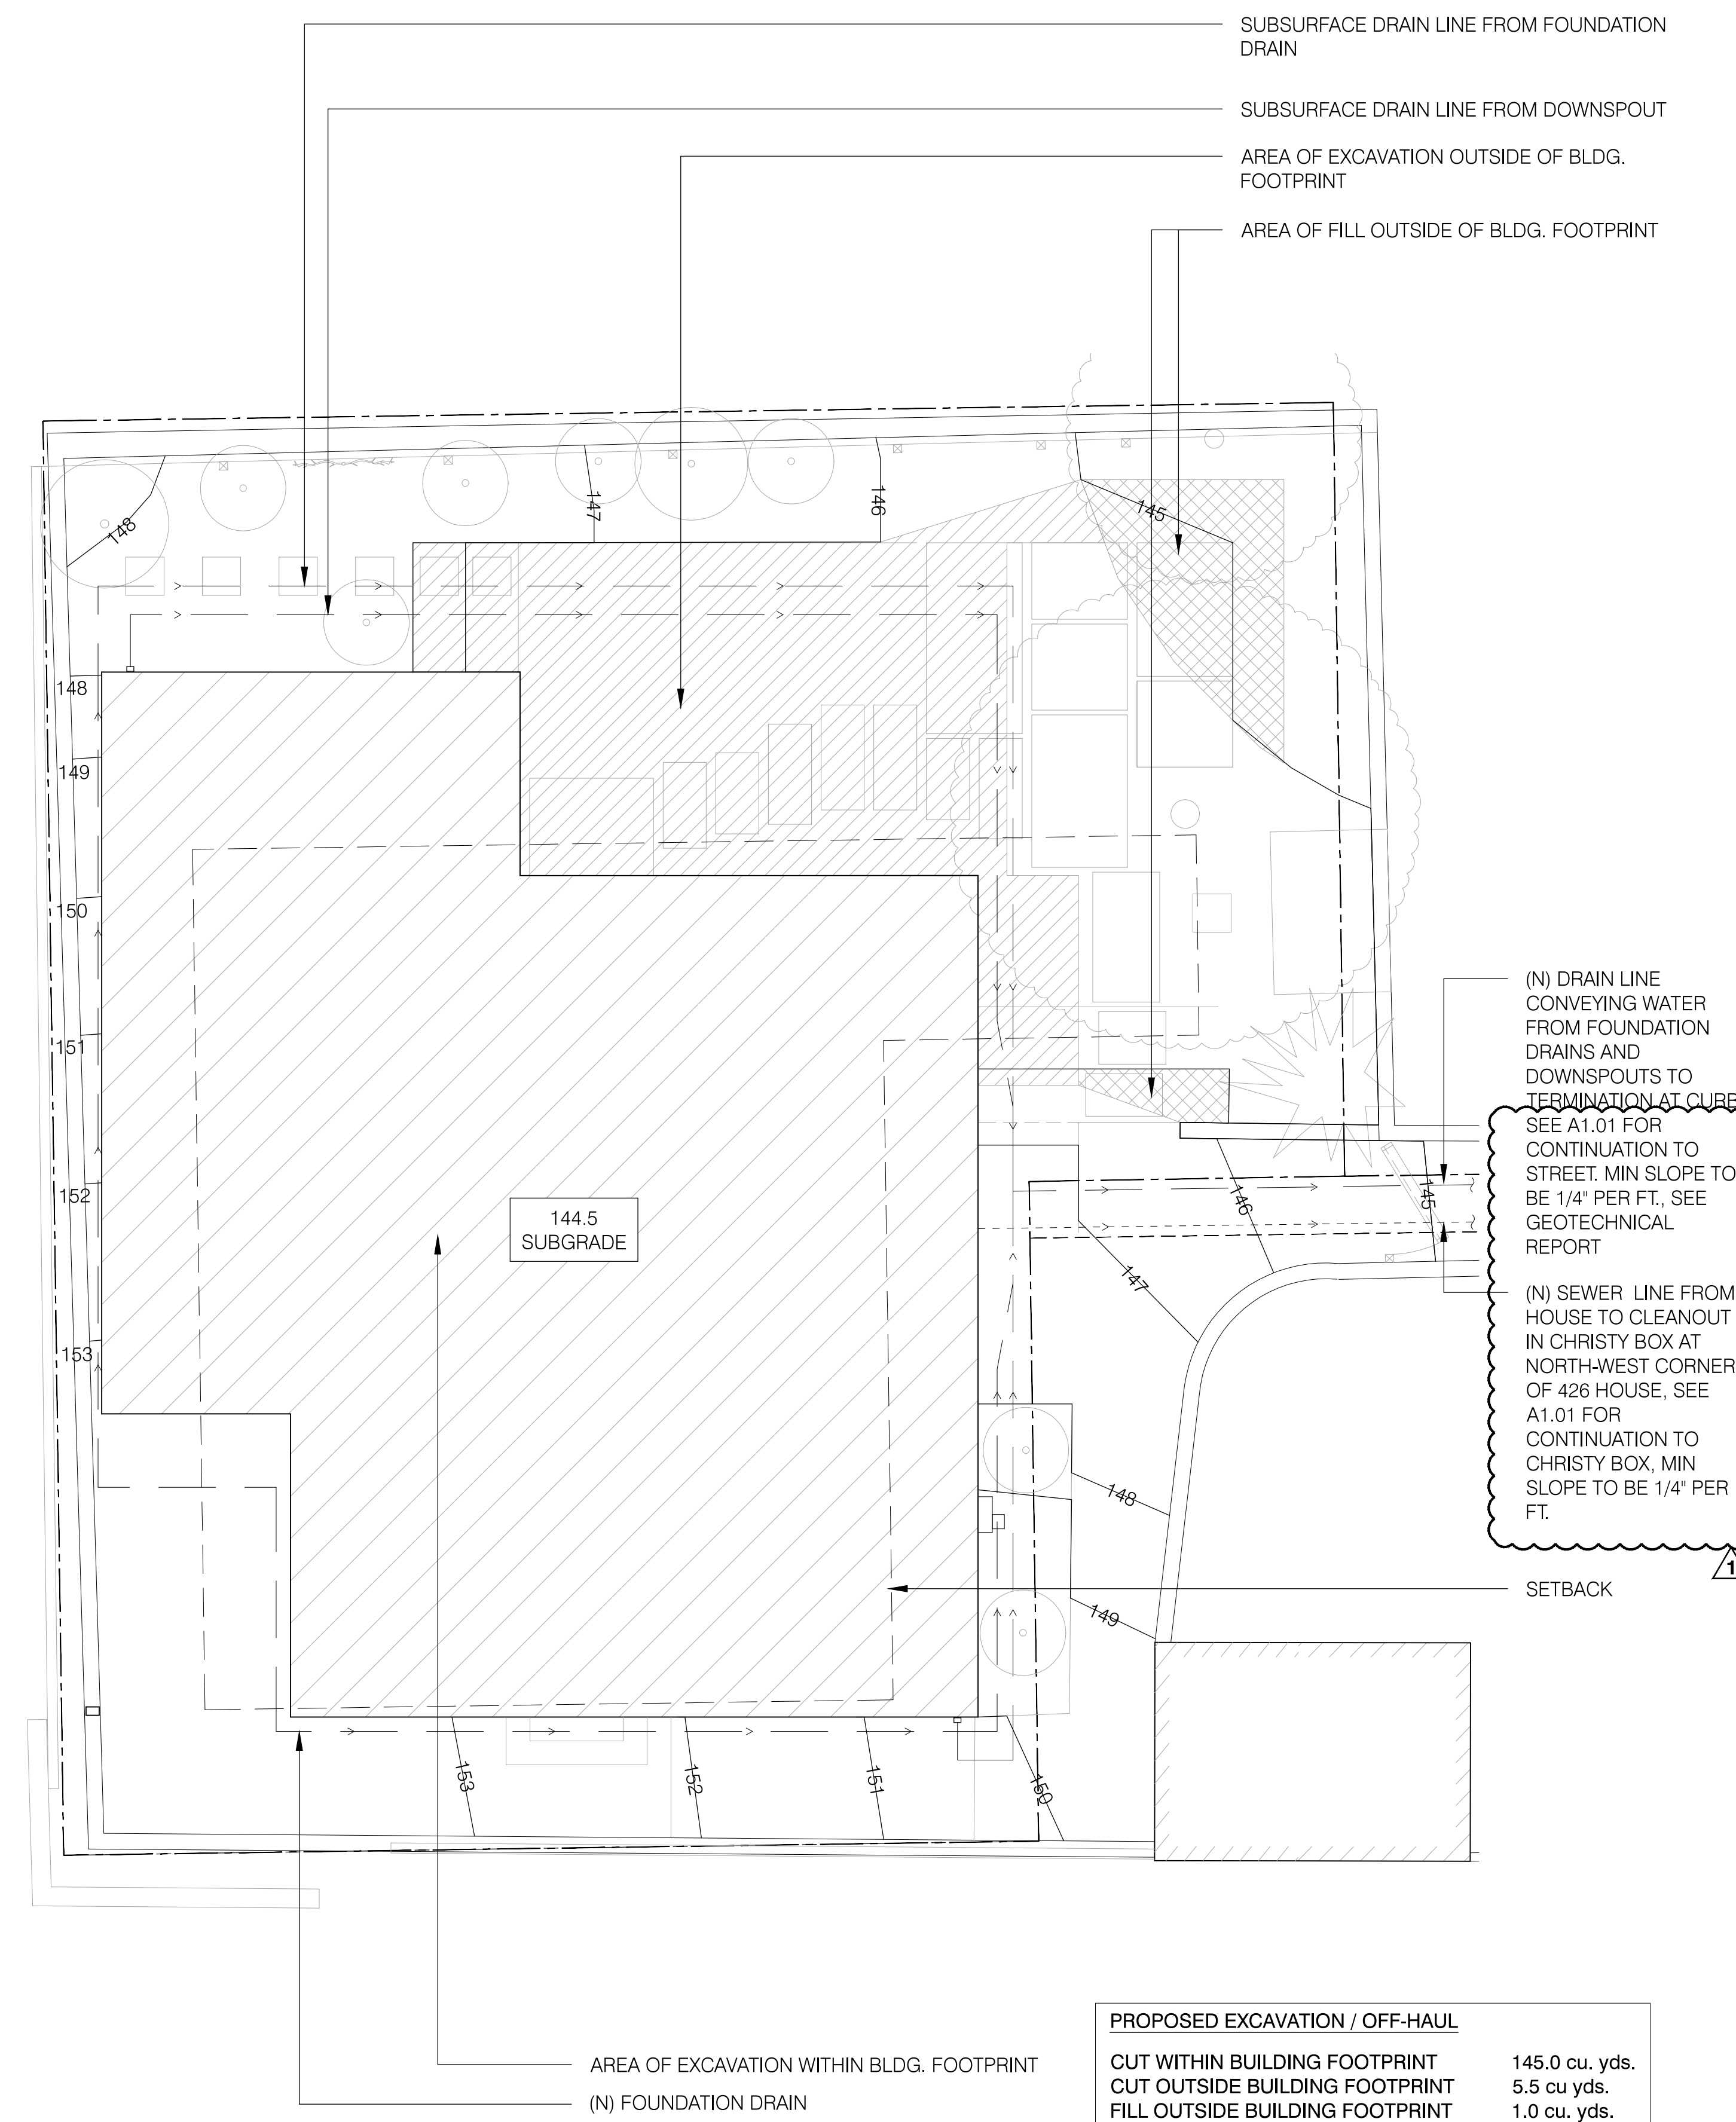 SUBSURFACE DRAIN LINE FROM FOUNDATION
DRAIN
SUBSURFACE DRAIN LINE FROM DOWNSPOUT
AREA OF EXCAVATION OUTSIDE OF BLDG.
FOOTPRINT
AREA OF FILL OUTSIDE OF BLDG. FOOTPRINT
148
147
146
145
148
149
150
151
152
153
144.5
SUBGRADE
(N) DRAIN LINE
CONVEYING WATER
FROM FOUNDATION
DRAINS AND
DOWNSPOUTS TO
TERMINATION AT CURB
SEE A1.01 FOR
CONTINUATION TO
STREET. MIN SLOPE TO
BE 1/4" PER FT., SEE
GEOTECHNICAL
REPORT
(N) SEWER LINE FROM
HOUSE TO CLEANOUT
IN CHRISTY BOX AT
NORTH-WEST CORNER
OF 426 HOUSE, SEE
A1.01 FOR
CONTINUATION TO
CHRISTY BOX, MIN
SLOPE TO BE 1/4" PER
FT.
1
SETBACK
146
145
147
148
149
153
152
151
150
AREA OF EXCAVATION WITHIN BLDG. FOOTPRINT
(N) FOUNDATION DRAIN
PROPOSED EXCAVATION / OFF-HAUL
CUT WITHIN BUILDING FOOTPRINT 145.0 cu. yds.
CUT OUTSIDE BUILDING FOOTPRINT 5.5 cu yds.
FILL OUTSIDE BUILDING FOOTPRINT 1.0 cu. yds.